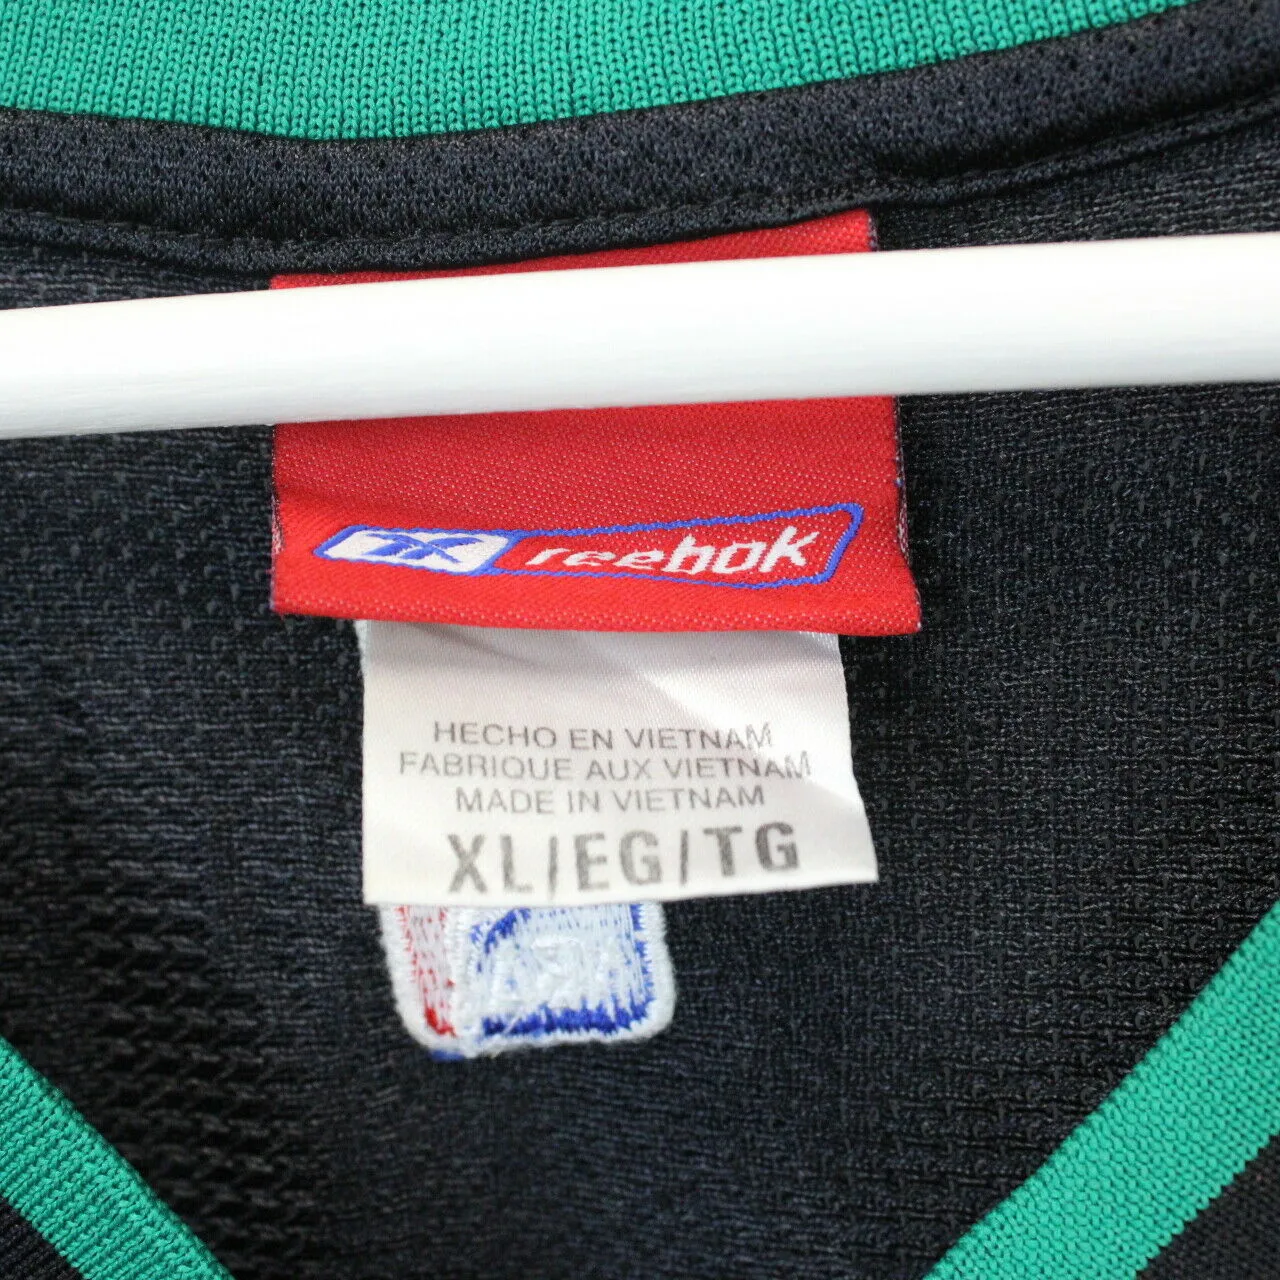 reebok
HECHO EN VIETNAM
FABRIQUE AUX VIETNAM
MADE IN VIETNAM
XL/EG/TG